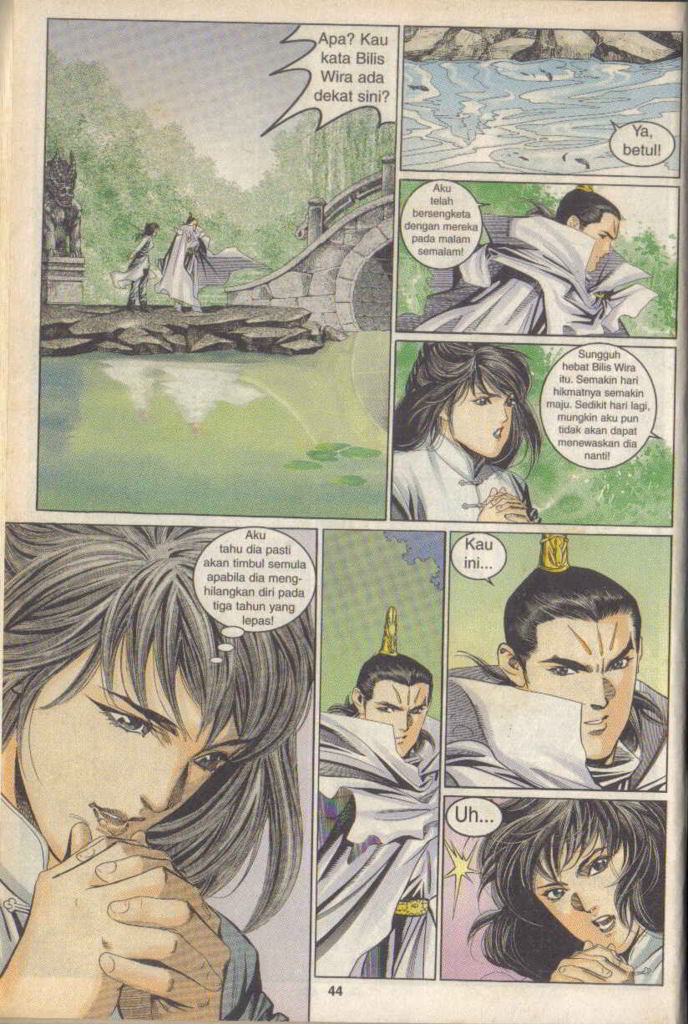 Apa? Kau
kata Bilis
Wira ada
dekat sini?
Ya,
betul!
Aku
telah
bersengketa
dengan mereka
pada malam
semalam!
Sungguh
hebat Bilis Wira
itu. Semakin hari
hikmatnya semakin
maju. Sedikit hari lagi,
mungkin aku pun
tidak akan dapat
menewaskan dia
nanti!
Aku
tahu dia pasti
akan timbul semula
apabila dia meng-
hilangkan diri pada
tiga tahun yang
lepas!
Kau
ini...
Uh...
44